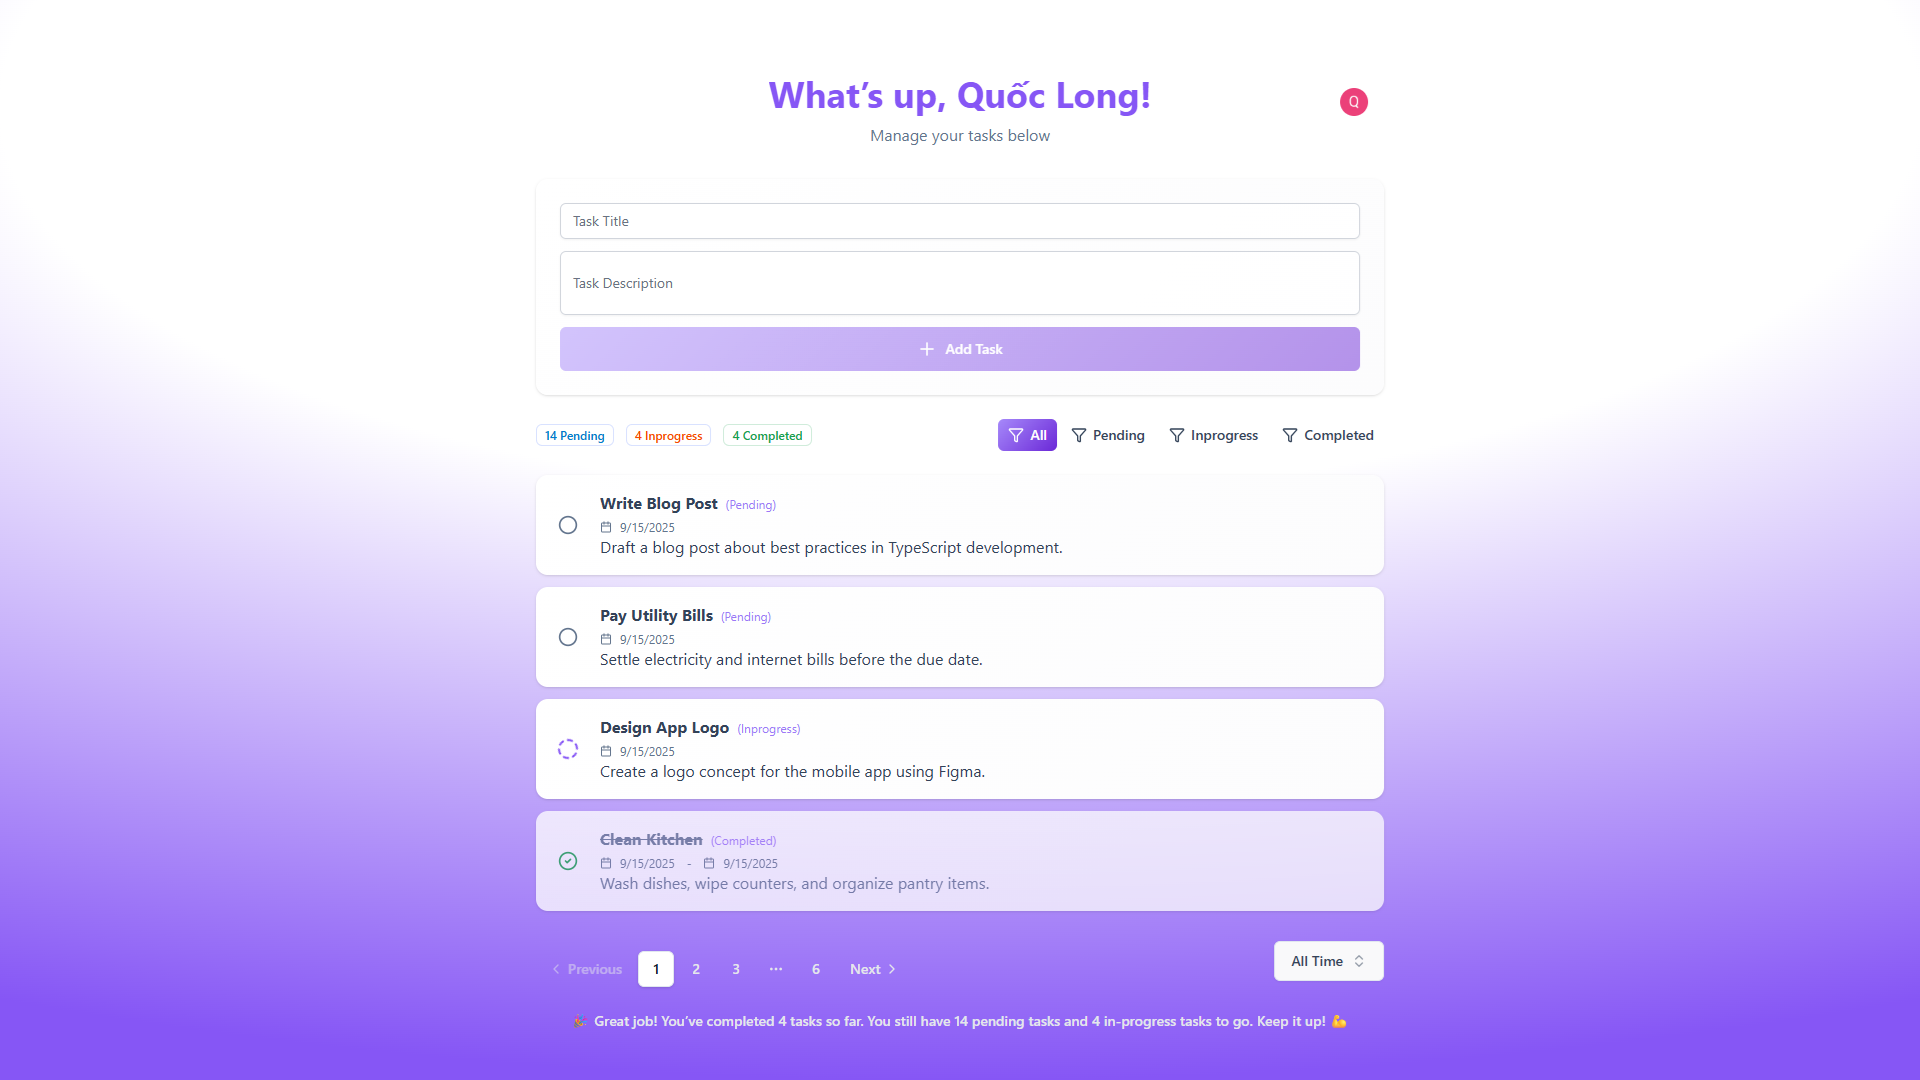 What's up, Quốc Long!
Q
Manage your tasks below
Task Title
Task Description
Add Task
14 Pending 4 Inprogress 4 Completed All Pending Inprogress Completed
Write Blog Post (Pending)
9/15/2025
Draft a blog post about best practices in TypeScript development.
Pay Utility Bills (Pending)
9/15/2025
Settle electricity and internet bills before the due date.
Design App Logo (Inprogress)
9/15/2025
Create a logo concept for the mobile app using Figma.
Clean Kitchen (Completed)
9/15/2025 - 9/15/2025
Wash dishes, wipe counters, and organize pantry items.
Previous 1 2 3 ... 6 Next All Time
🎉 Great job! You've completed 4 tasks so far. You still have 14 pending tasks and 4 in-progress tasks to go. Keep it up! 💪